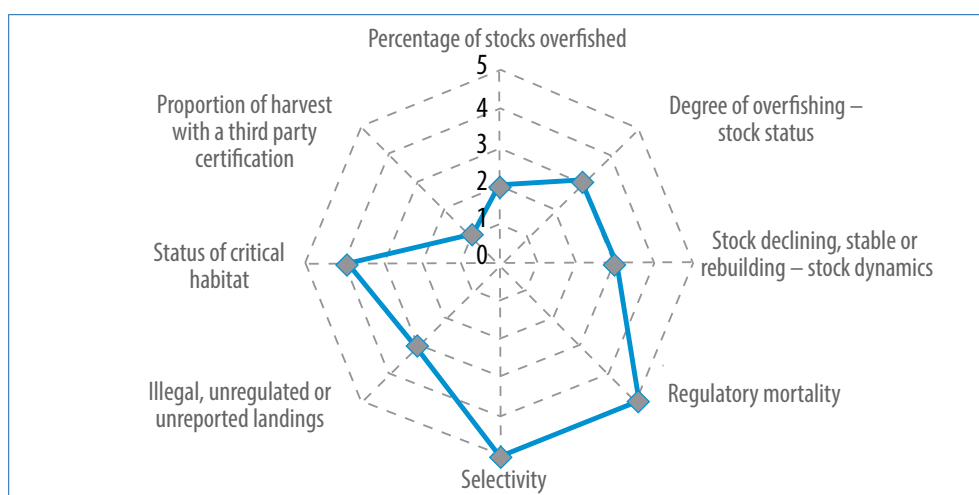 Percentage of stocks overfished
5
4
3
2
1
0
Degree of overfishing –
stock status
Stock declining, stable or
rebuilding – stock dynamics
Regulatory mortality
Selectivity
Illegal, unregulated or
unreported landings
Status of critical
habitat
Proportion of harvest
with a third party
certification